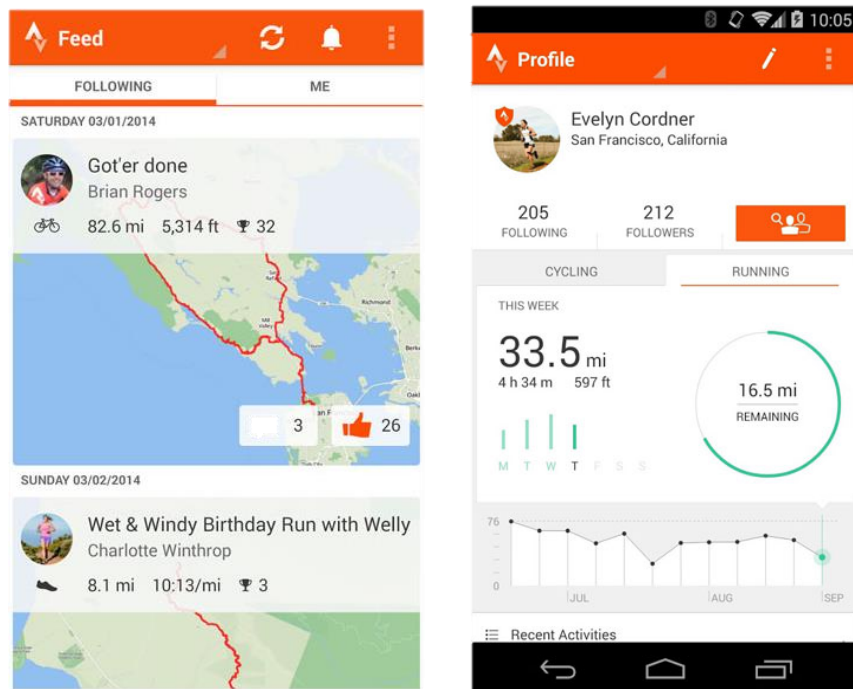 Feed
FOLLOWING ME
SATURDAY 03/01/2014
Got'er done
Brian Rogers
82.6 mi 5,314 ft 32
Richmond
Mill
Valley
3 26
SUNDAY 03/02/2014
Wet & Windy Birthday Run with Welly
Charlotte Winthrop
8.1 mi 10:13/mi 3
10:05
Profile
Evelyn Cordner
San Francisco, California
205 212
FOLLOWING FOLLOWERS
CYCLING RUNNING
THIS WEEK
33.5 mi
4 h 34 m 597 ft
16.5 mi
REMAINING
M T W T F S S
76
0
JUL AUG SEP
Recent Activities